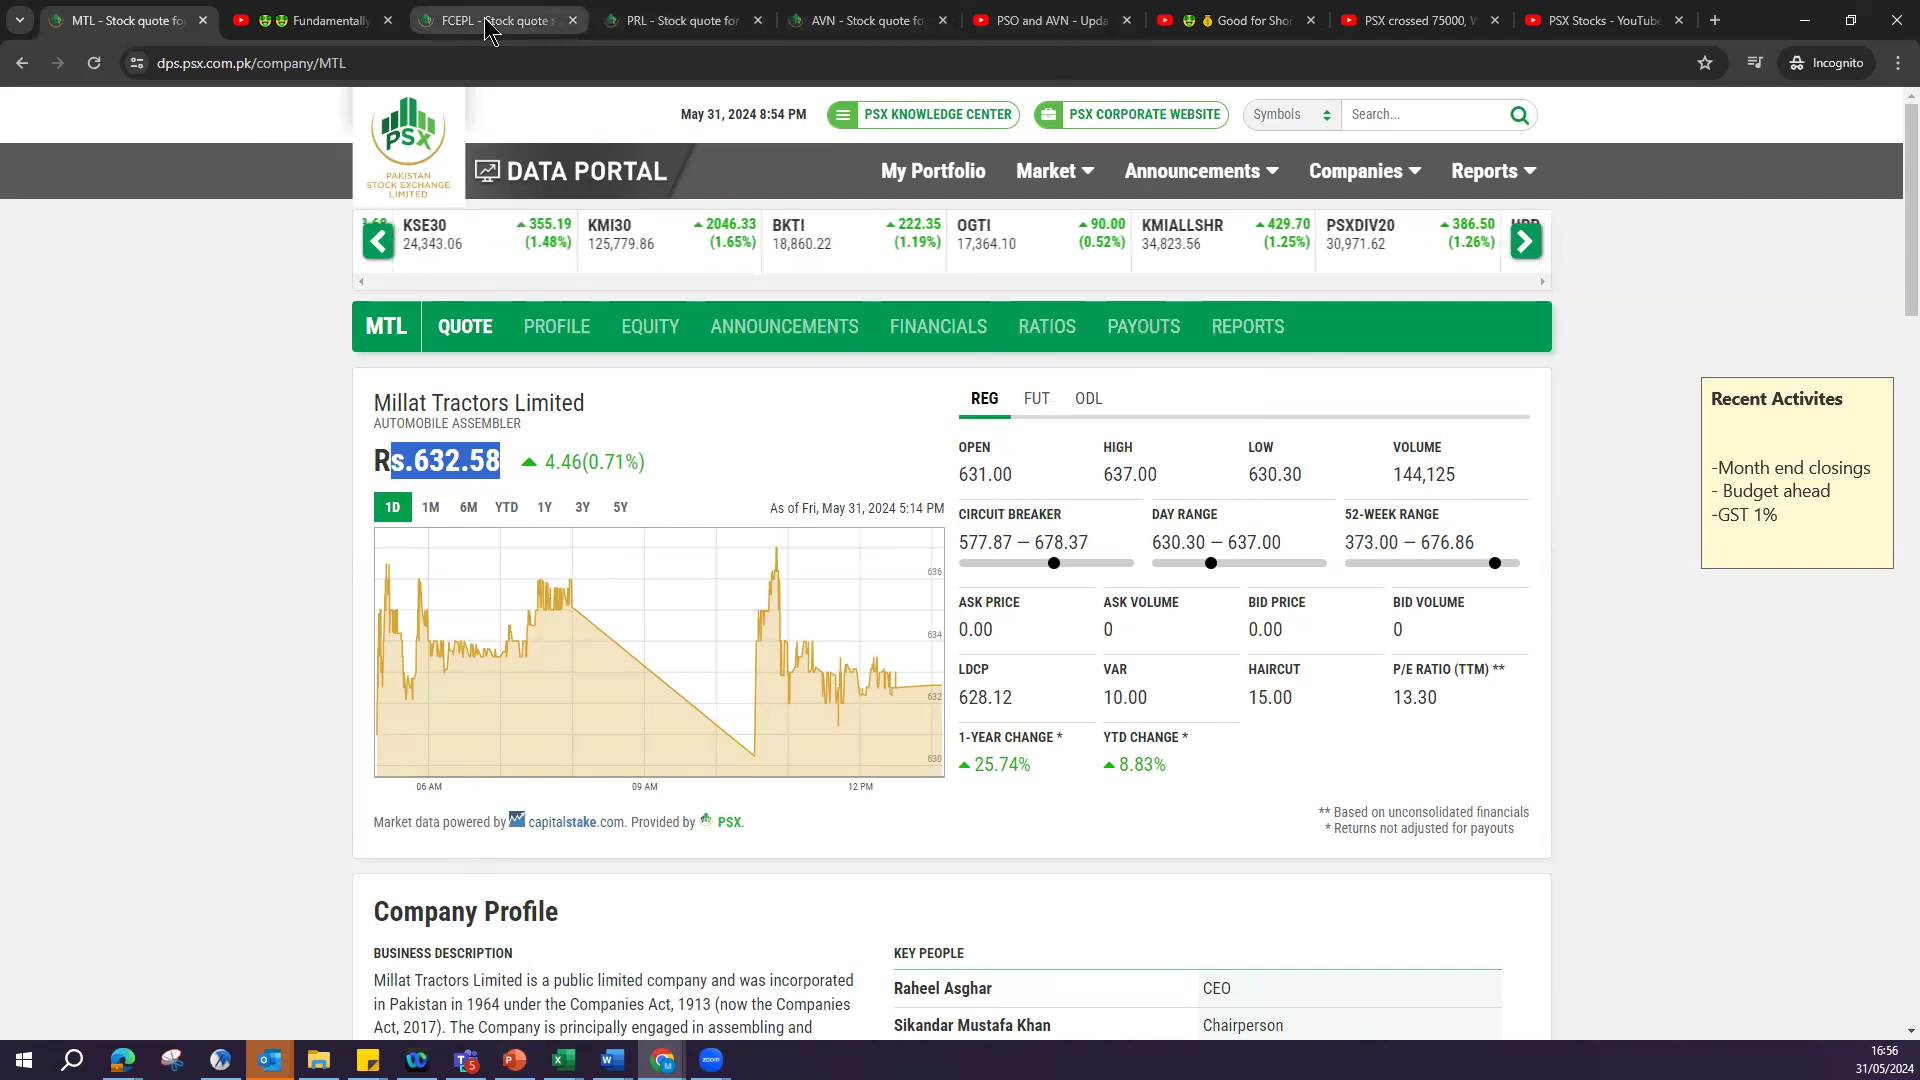 MTL - Stock quote fo
Fundamentally
FCEPL - Stock quote
PRL - Stock quote for
AVN - Stock quote fo
PSO and AVN - Upda
Good for Shor
PSX crossed 75000,
PSX Stocks - YouTube
dps.psx.com.pk/company/MTL
Incognito
PSX
PAKISTAN
STOCK EXCHANGE
LIMITED
May 31, 2024 8:54 PM
PSX KNOWLEDGE CENTER
PSX CORPORATE WEBSITE
Symbols
Search...
DATA PORTAL
My Portfolio
Market
Announcements
Companies
Reports
KSE30 355.19
24,343.06 (1.48%)
KMI30 2046.33
125,779.86 (1.65%)
BKTI 222.35
18,860.22 (1.19%)
OGTI 90.00
17,364.10 (0.52%)
KMIALLSHR 429.70
34,823.56 (1.25%)
PSXDIV20 386.50
30,971.62 (1.26%)
MTL QUOTE PROFILE EQUITY ANNOUNCEMENTS FINANCIALS RATIOS PAYOUTS REPORTS
Millat Tractors Limited
AUTOMOBILE ASSEMBLER
Rs.632.58 4.46(0.71%)
1D 1M 6M YTD 1Y 3Y 5Y
As of Fri, May 31, 2024 5:14 PM
636
634
632
630
06 AM 09 AM 12 PM
Market data powered by capitalstake.com. Provided by PSX.
REG FUT ODL
OPEN HIGH LOW VOLUME
631.00 637.00 630.30 144,125
CIRCUIT BREAKER DAY RANGE 52-WEEK RANGE
577.87 — 678.37 630.30 — 637.00 373.00 — 676.86
ASK PRICE ASK VOLUME BID PRICE BID VOLUME
0.00 0 0.00 0
LDCP VAR HAIRCUT P/E RATIO (TTM) **
628.12 10.00 15.00 13.30
1-YEAR CHANGE * YTD CHANGE *
25.74% 8.83%
** Based on unconsolidated financials
* Returns not adjusted for payouts
Recent Activites
-Month end closings
- Budget ahead
-GST 1%
Company Profile
BUSINESS DESCRIPTION
Millat Tractors Limited is a public limited company and was incorporated
in Pakistan in 1964 under the Companies Act, 1913 (now the Companies
Act, 2017). The Company is principally engaged in assembling and
KEY PEOPLE
Raheel Asghar CEO
Sikandar Mustafa Khan Chairperson
5
zoom
16:56
31/05/2024